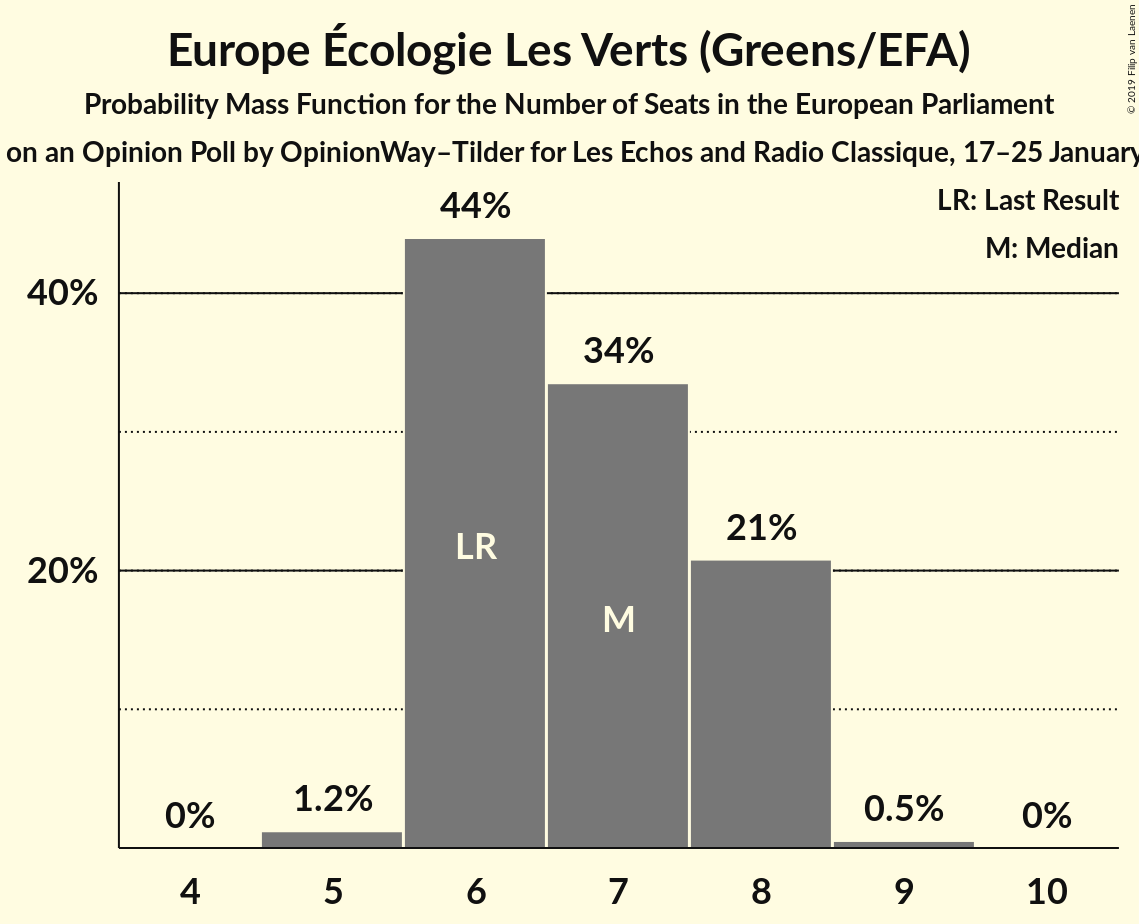 Europe Écologie Les Verts (Greens/EFA)
Probability Mass Function for the Number of Seats in the European Parliament
on an Opinion Poll by OpinionWay–Tilder for Les Echos and Radio Classique, 17–25 January
© 2019 Filip van Laenen
LR: Last Result
M: Median
44%
40%
34%
21%
LR
20%
M
1.2%
0.5%
0%
0%
4 5 6 7 8 9 10